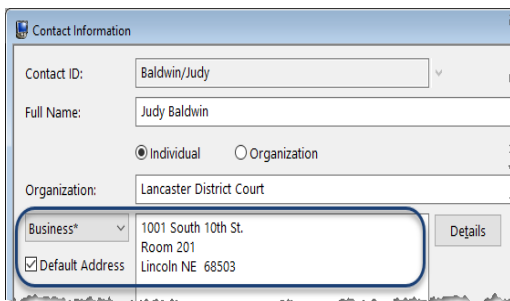 Contact Information
Contact ID: Baldwin/Judy
Full Name: Judy Baldwin
Individual Organization
Organization: Lancaster District Court
Business* 1001 South 10th St.
Room 201
Details
Default Address Lincoln NE 68503